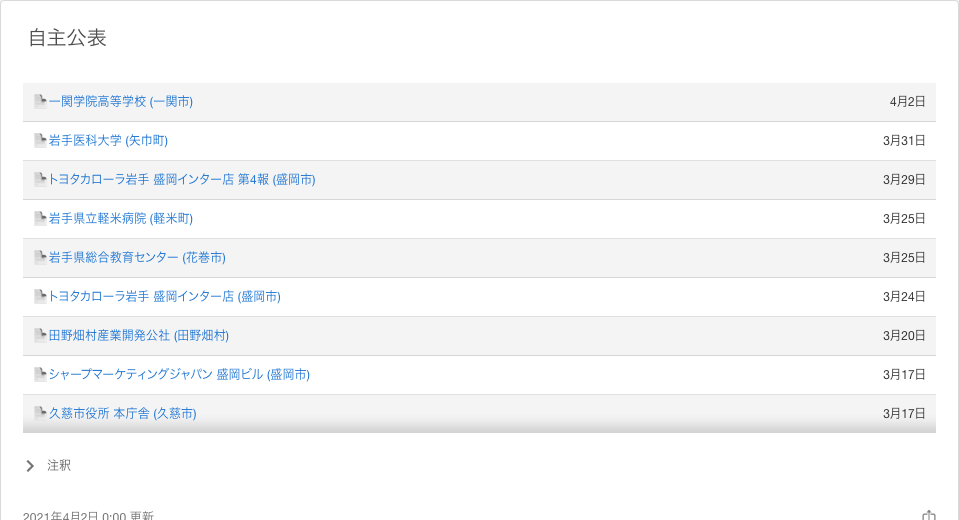 自主公表
一関学院高等学校 (一関市) 4月2日
岩手医科大学 (矢巾町) 3月31日
トヨタカローラ岩手 盛岡インター店 第4報 (盛岡市) 3月29日
岩手県立軽米病院 (軽米町) 3月25日
岩手県総合教育センター (花巻市) 3月25日
トヨタカローラ岩手 盛岡インター店 (盛岡市) 3月24日
田野畑村産業開発公社 (田野畑村) 3月20日
シャープマーケティングジャパン 盛岡ビル (盛岡市) 3月17日
久慈市役所 本庁舎 (久慈市) 3月17日
注釈
2021年4月2日 0:00 更新